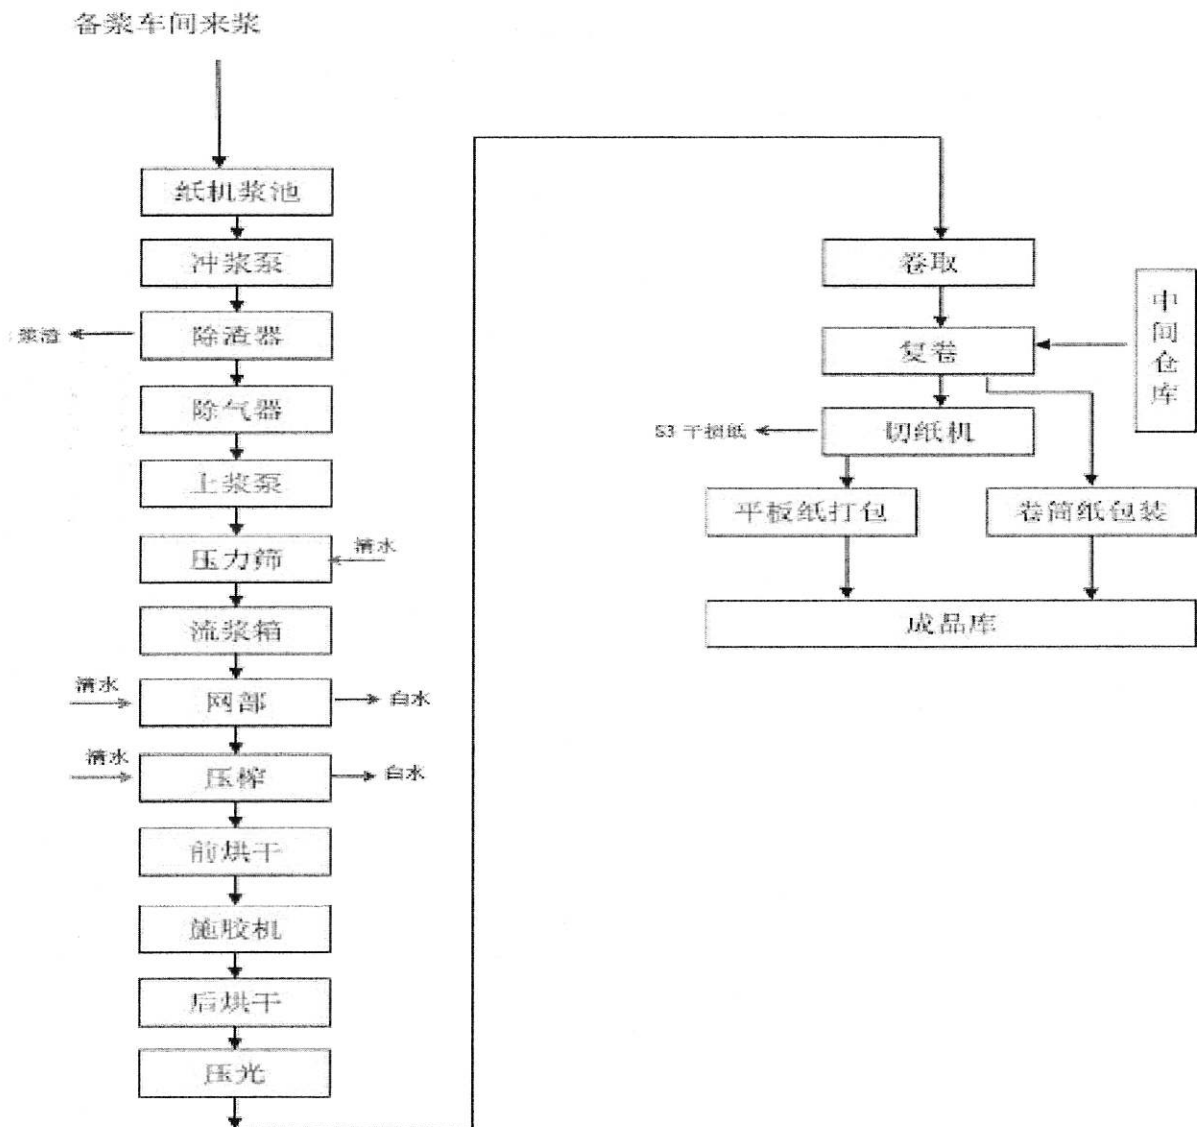 备浆车间来浆
纸机浆池
冲浆泵
浆渣
除渣器
除气器
上浆泵
压力筛
清水
流浆箱
清水
网部
白水
清水
压榨
白水
前烘干
施胶机
后烘干
压光
卷取
复卷
中间仓库
S3 干损纸
切纸机
平板纸打包
卷筒纸包装
成品库